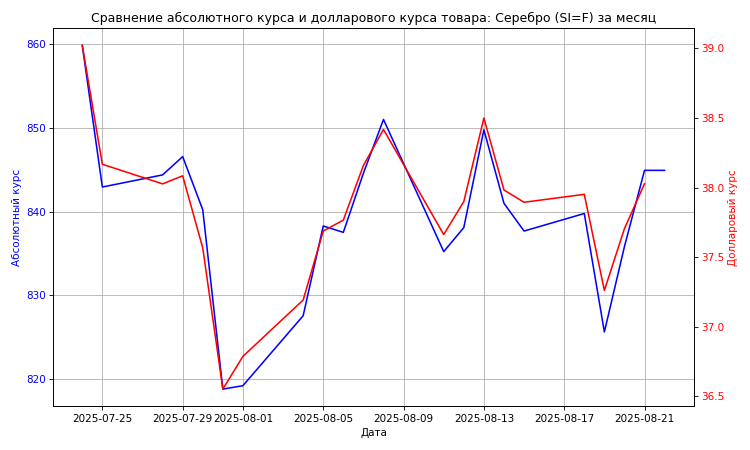 Сравнение абсолютного курса и долларового курса товара: Серебро (SI=F) за месяц
860
850
840
830
820
Абсолютный курс
39.0
38.5
38.0
37.5
37.0
36.5
Долларовый курс
2025-07-25 2025-07-29 2025-08-01 2025-08-05 2025-08-09 2025-08-13 2025-08-17 2025-08-21
Дата